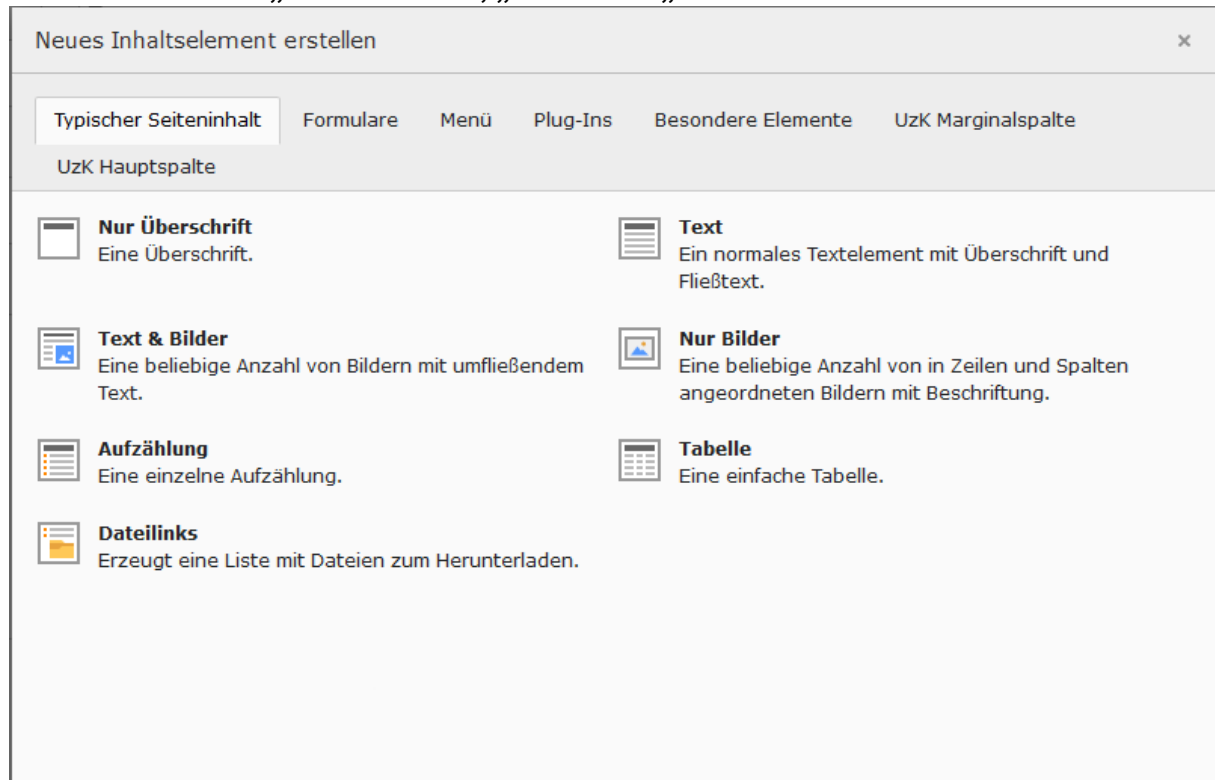 Neues Inhaltselement erstellen ×
Typischer Seiteninhalt Formulare Menü Plug-Ins Besondere Elemente UzK Marginalspalte
UzK Hauptspalte
Nur Überschrift
Eine Überschrift.
Text
Ein normales Textelement mit Überschrift und
Fließtext.
Text & Bilder
Eine beliebige Anzahl von Bildern mit umfließendem
Text.
Nur Bilder
Eine beliebige Anzahl von in Zeilen und Spalten
angeordneten Bildern mit Beschriftung.
Aufzählung
Eine einzelne Aufzählung.
Tabelle
Eine einfache Tabelle.
Dateilinks
Erzeugt eine Liste mit Dateien zum Herunterladen.